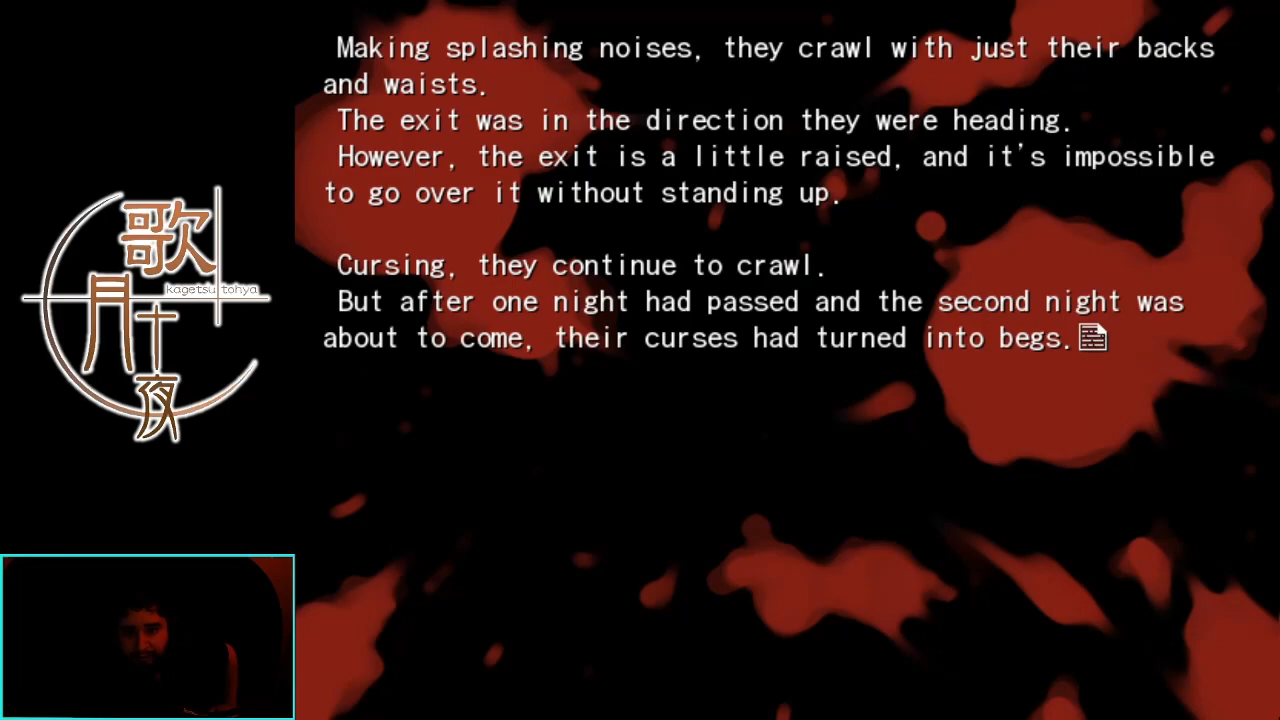 Making splashing noises, they crawl with just their backs
and waists.
The exit was in the direction they were heading.
However, the exit is a little raised, and it's impossible
to go over it without standing up.
Cursing, they continue to crawl.
But after one night had passed and the second night was
about to come, their curses had turned into begs.
歌月十夜
kagetsu tohya